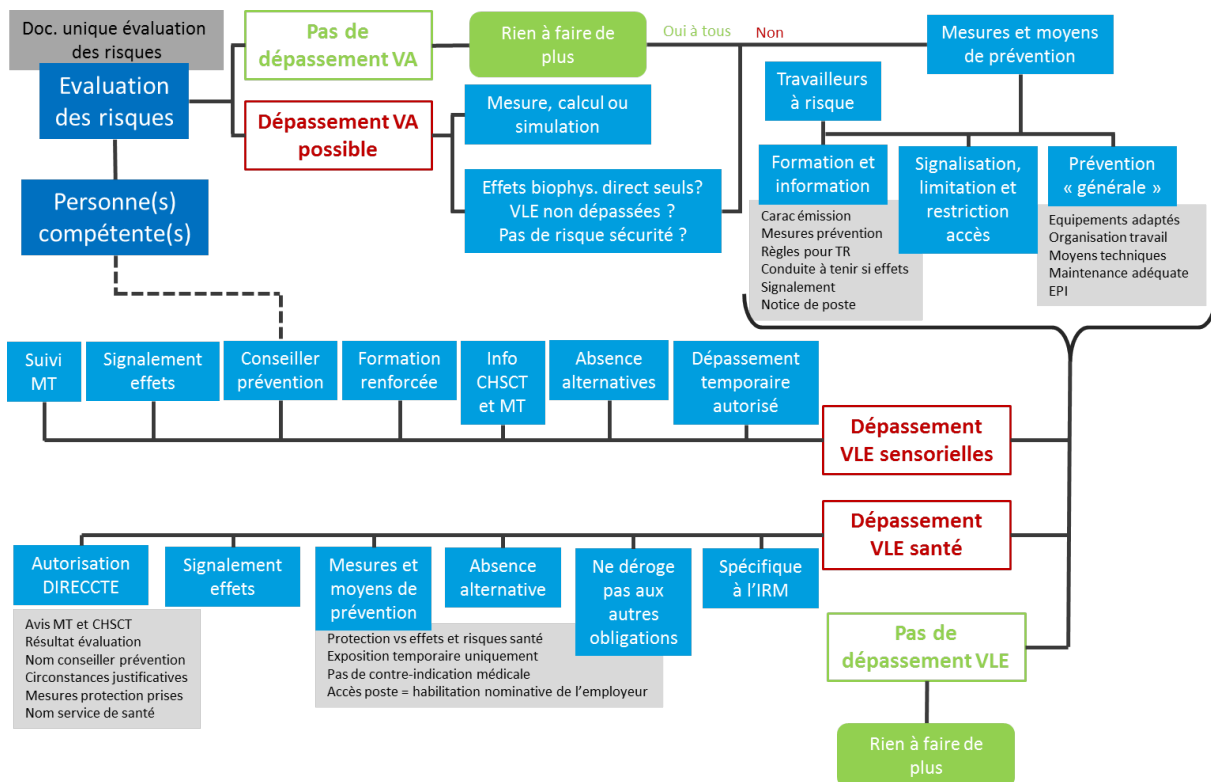 Doc. unique évaluation
des risques
Evaluation
des risques
Personne(s)
compétente(s)
Pas de
dépassement VA
Rien à faire de
plus
Dépassement VA
possible
Mesure, calcul ou
simulation
Effets biophys. direct seuls?
VLE non dépassées ?
Pas de risque sécurité ?
Oui à tous
Non
Mesures et moyens
de prévention
Travailleurs
à risque
Formation et
information
Carac émission
Mesures prévention
Règles pour TR
Conduite à tenir si effets
Signalement
Notice de poste
Signalisation,
limitation et
restriction
accès
Prévention
« générale »
Equipements adaptés
Organisation travail
Moyens techniques
Maintenance adéquate
EPI
Suivi
MT
Signalement
effets
Conseiller
prévention
Formation
renforcée
Info
CHSCT
et MT
Absence
alternatives
Dépassement
temporaire
autorisé
Dépassement
VLE sensorielles
Dépassement
VLE santé
Autorisation
DIRECCTE
Avis MT et CHSCT
Résultat évaluation
Nom conseiller prévention
Circonstances justificatives
Mesures protection prises
Nom service de santé
Signalement
effets
Mesures et
moyens de
prévention
Protection vs effets et risques santé
Exposition temporaire uniquement
Pas de contre-indication médicale
Accès poste = habilitation nominative de l'employeur
Absence
alternative
Ne déroge
pas aux
autres
obligations
Spécifique
à l'IRM
Pas de
dépassement VLE
Rien à faire de
plus